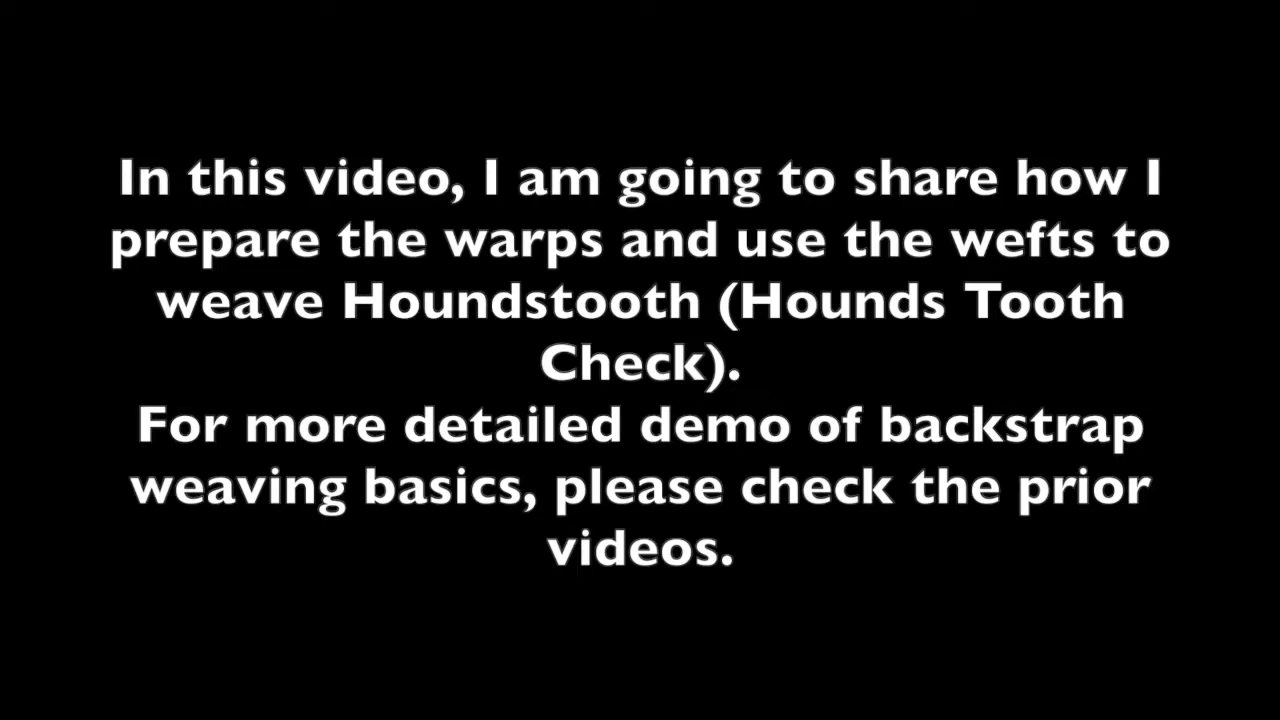 In this video, I am going to share how I
prepare the warps and use the wefts to
weave Houndstooth (Hounds Tooth
Check).
For more detailed demo of backstrap
weaving basics, please check the prior
videos.